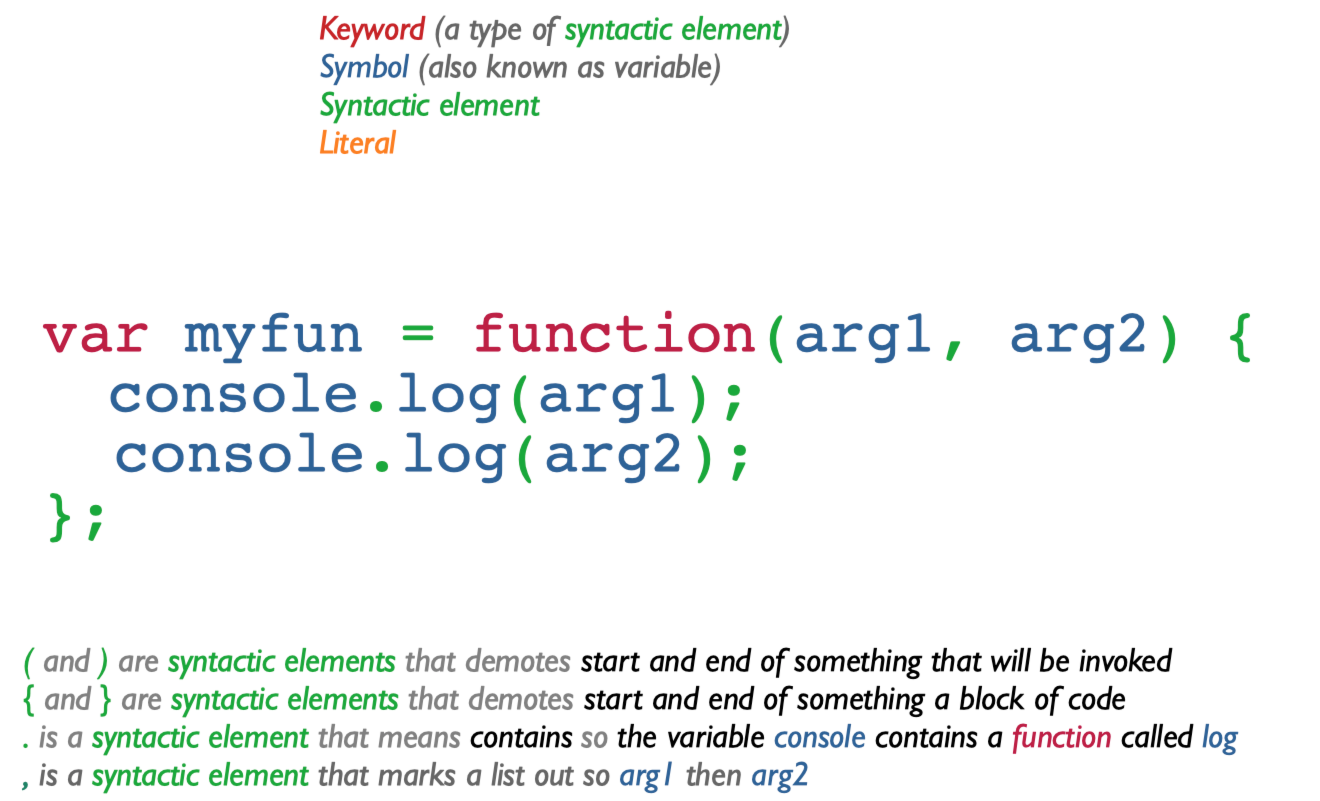 Keyword (a type of syntactic element)
Symbol (also known as variable)
Syntactic element
Literal
var myfun = function(arg1, arg2) {
console.log(arg1);
console.log(arg2);
};
( and ) are syntactic elements that demotes start and end of something that will be invoked
{ and } are syntactic elements that demotes start and end of something a block of code
. is a syntactic element that means contains so the variable console contains a function called log
, is a syntactic element that marks a list out so arg1 then arg2